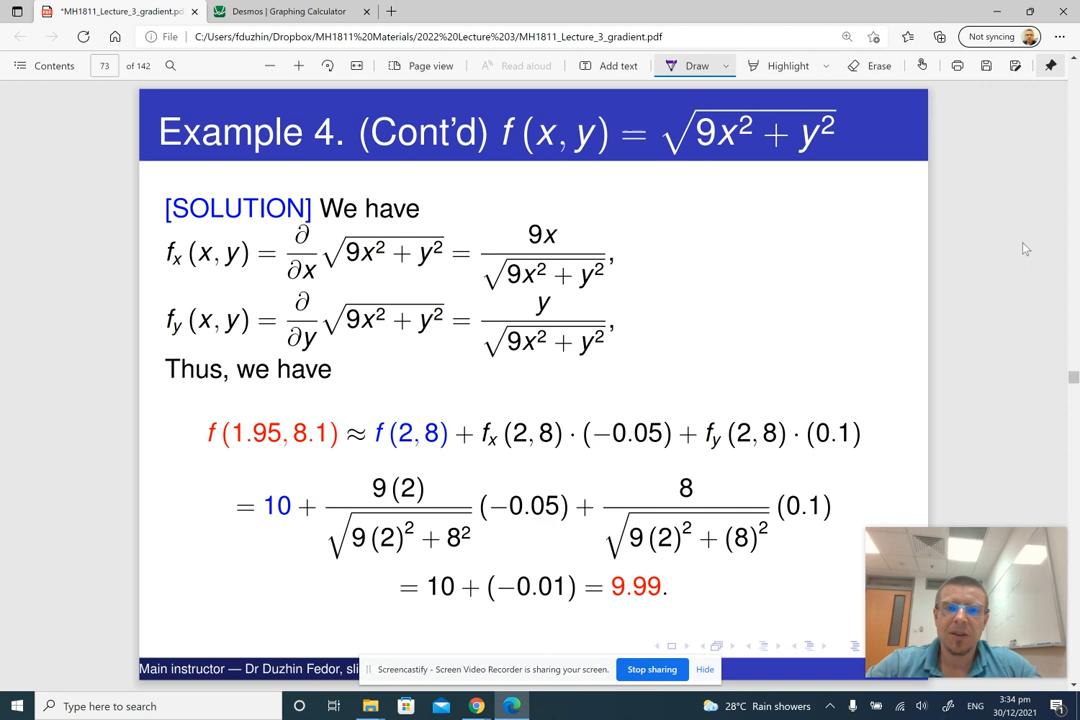 *MH1811_Lecture_3_gradient.pdf
Desmos | Graphing Calculator
File
C:/Users/fduzhin/Dropbox/MH1811%20Materials/2022%20Lecture%203/MH1811_Lecture_3_gradient.pdf
Not syncing
Contents
73 of 142
Page view
Read aloud
Add text
Draw
Highlight
Erase
Example 4. (Cont'd) f (x, y) = √(9x² + y²)
[SOLUTION] We have
fₓ (x, y) = ∂/∂x √(9x² + y²) = 9x/√(9x² + y²),
f_y (x, y) = ∂/∂y √(9x² + y²) = y/√(9x² + y²),
Thus, we have
f (1.95, 8.1) ≈ f (2, 8) + fₓ (2, 8) · (−0.05) + f_y (2, 8) · (0.1)
= 10 + 9 (2)/√(9 (2)² + 8²) (−0.05) + 8/√(9 (2)² + (8)²) (0.1)
= 10 + (−0.01) = 9.99.
Main instructor — Dr Duzhin Fedor, sli
Screencastify - Screen Video Recorder is sharing your screen.
Stop sharing
Hide
Type here to search
28°C Rain showers
ENG
3:34 pm
30/12/2021
1